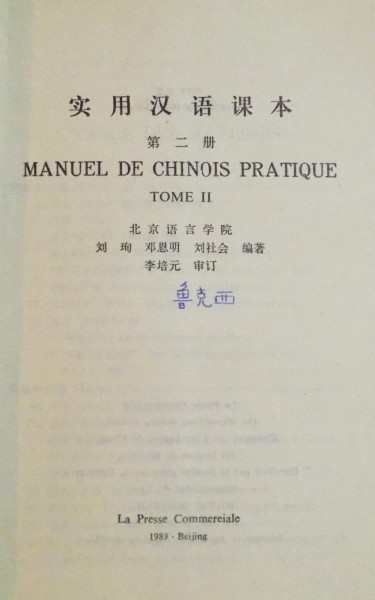 实用汉语课本
第二册
MANUEL DE CHINOIS PRATIQUE
TOME II
北京语言学院
刘 珣 邓恩明 刘社会 编著
李培元 审订
鲁克西
La Presse Commereiale
1989 · Beijing